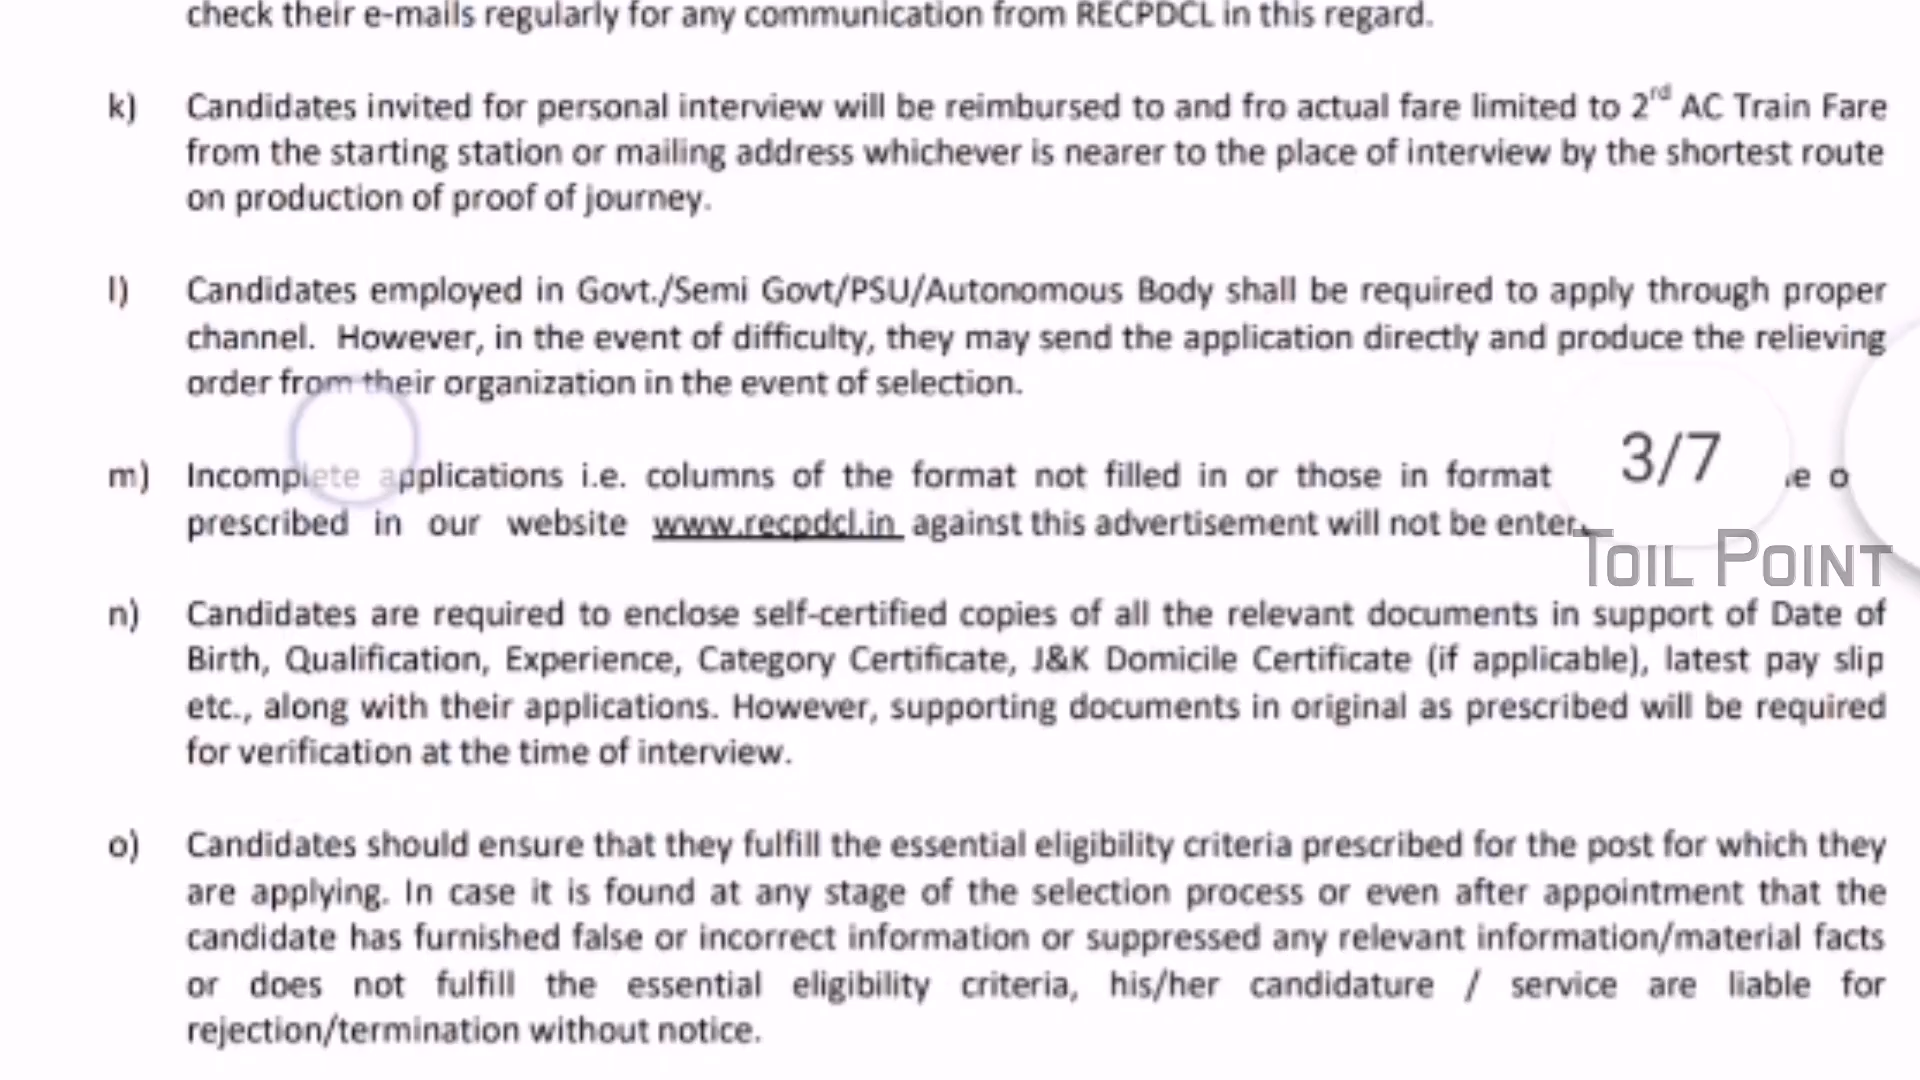 check their e-mails regularly for any communication from RECPDCL in this regard.
k) Candidates invited for personal interview will be reimbursed to and fro actual fare limited to 2rd AC Train Fare
from the starting station or mailing address whichever is nearer to the place of interview by the shortest route
on production of proof of journey.
l) Candidates employed in Govt./Semi Govt/PSU/Autonomous Body shall be required to apply through proper
channel. However, in the event of difficulty, they may send the application directly and produce the relieving
order from their organization in the event of selection.
m) Incomplete applications i.e. columns of the format not filled in or those in format
3/7
prescribed in our website www.recpdcl.in against this advertisement will not be
TOIL POINT
n) Candidates are required to enclose self-certified copies of all the relevant documents in support of Date of
Birth, Qualification, Experience, Category Certificate, J&K Domicile Certificate (if applicable), latest pay slip
etc., along with their applications. However, supporting documents in original as prescribed will be required
for verification at the time of interview.
o) Candidates should ensure that they fulfill the essential eligibility criteria prescribed for the post for which they
are applying. In case it is found at any stage of the selection process or even after appointment that the
candidate has furnished false or incorrect information or suppressed any relevant information/material facts
or does not fulfill the essential eligibility criteria, his/her candidature / service are liable for
rejection/termination without notice.